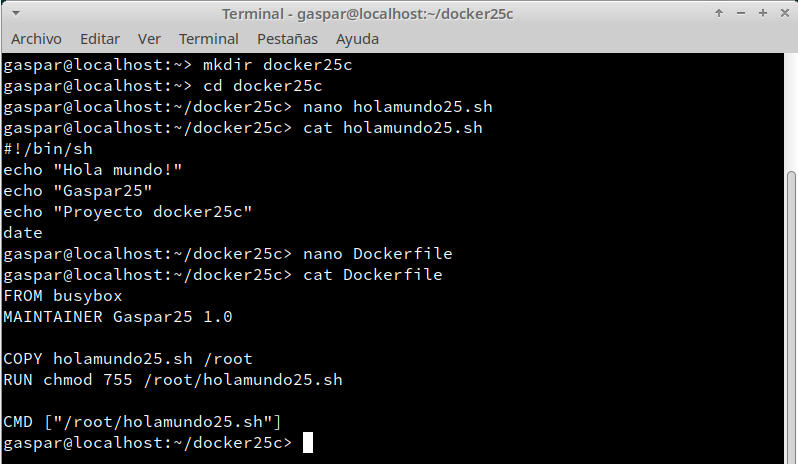 Terminal - gaspar@localhost:~/docker25c
Archivo Editar Ver Terminal Pestañas Ayuda
gaspar@localhost:~> mkdir docker25c
gaspar@localhost:~> cd docker25c
gaspar@localhost:~/docker25c> nano holamundo25.sh
gaspar@localhost:~/docker25c> cat holamundo25.sh
#!/bin/sh
echo "Hola mundo!"
echo "Gaspar25"
echo "Proyecto docker25c"
date
gaspar@localhost:~/docker25c> nano Dockerfile
gaspar@localhost:~/docker25c> cat Dockerfile
FROM busybox
MAINTAINER Gaspar25 1.0
COPY holamundo25.sh /root
RUN chmod 755 /root/holamundo25.sh
CMD ["/root/holamundo25.sh"]
gaspar@localhost:~/docker25c>